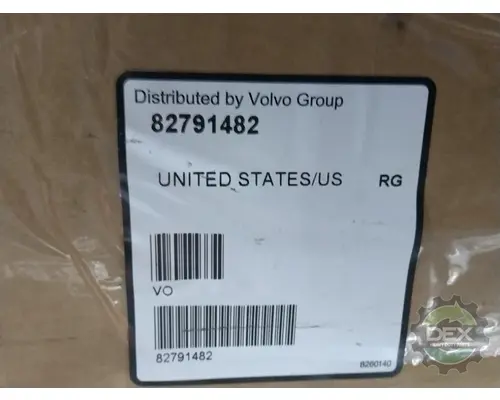 Distributed by Volvo Group
82791482
UNITED STATES/US RG
VO
82791482
8260140
DEX